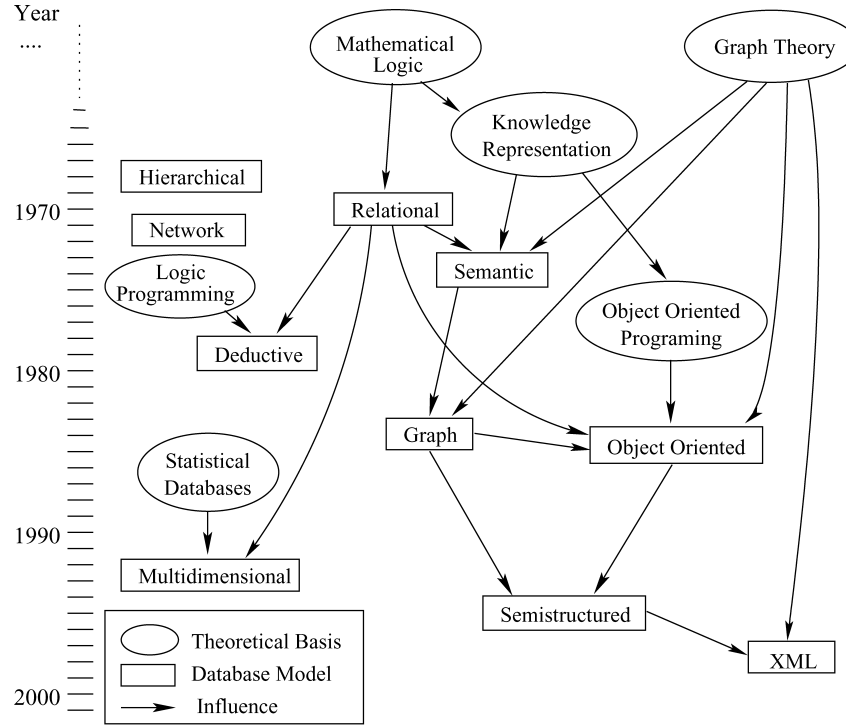 Year
....
Mathematical
Logic
Graph Theory
Knowledge
Representation
Hierarchical
Relational
1970
Network
Semantic
Logic
Programming
Object Oriented
Programing
Deductive
1980
Graph
Object Oriented
Statistical
Databases
1990
Multidimensional
Semistructured
Theoretical Basis
XML
Database Model
2000
Influence